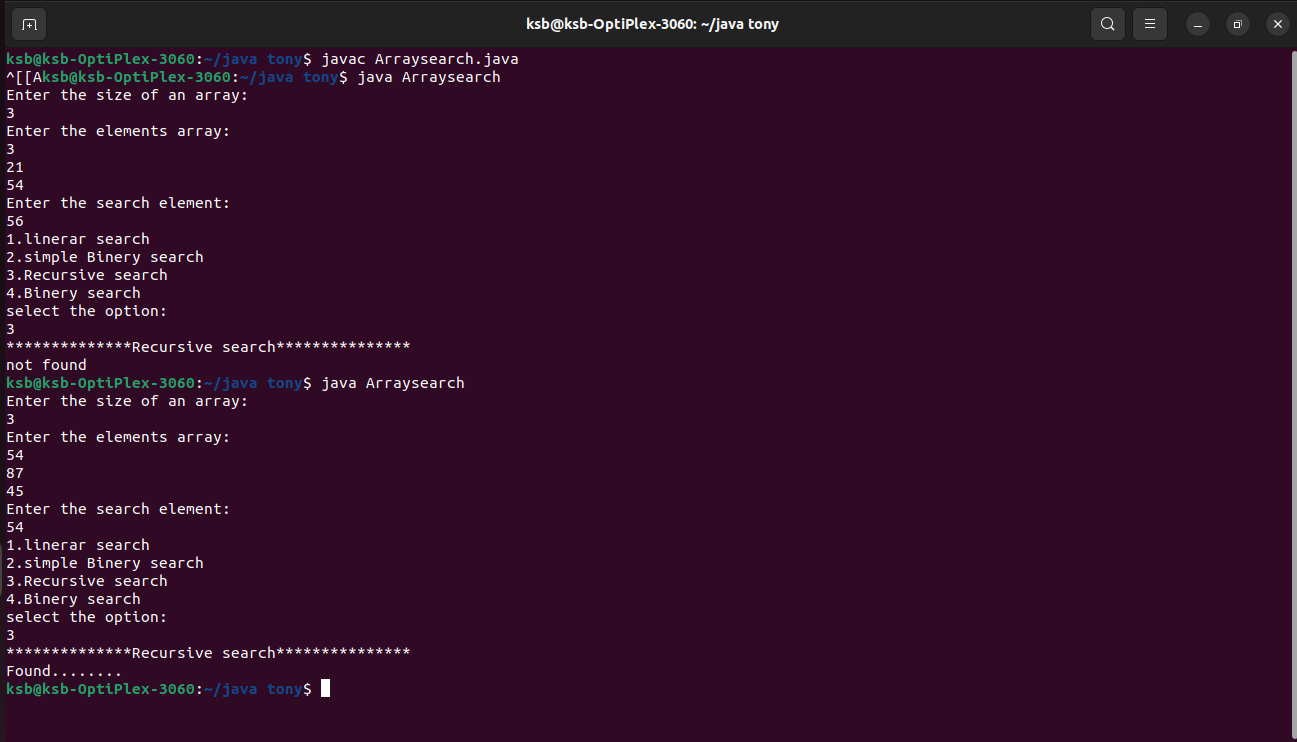 ksb@ksb-OptiPlex-3060: ~/java tony
ksb@ksb-OptiPlex-3060:~/java tony$ javac Arraysearch.java
^[[Aksb@ksb-OptiPlex-3060:~/java tony$ java Arraysearch
Enter the size of an array:
3
Enter the elements array:
3
21
54
Enter the search element:
56
1.linerar search
2.simple Binery search
3.Recursive search
4.Binery search
select the option:
3
**************Recursive search***************
not found
ksb@ksb-OptiPlex-3060:~/java tony$ java Arraysearch
Enter the size of an array:
3
Enter the elements array:
54
87
45
Enter the search element:
54
1.linerar search
2.simple Binery search
3.Recursive search
4.Binery search
select the option:
3
**************Recursive search***************
Found........
ksb@ksb-OptiPlex-3060:~/java tony$